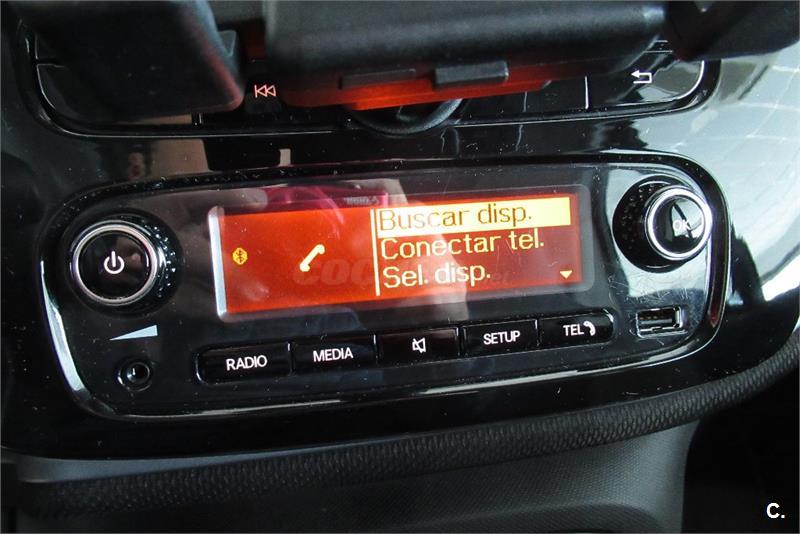 Buscar disp.
Conectar tel.
Sel. disp.
OK
RADIO
MEDIA
SETUP
TEL
C.